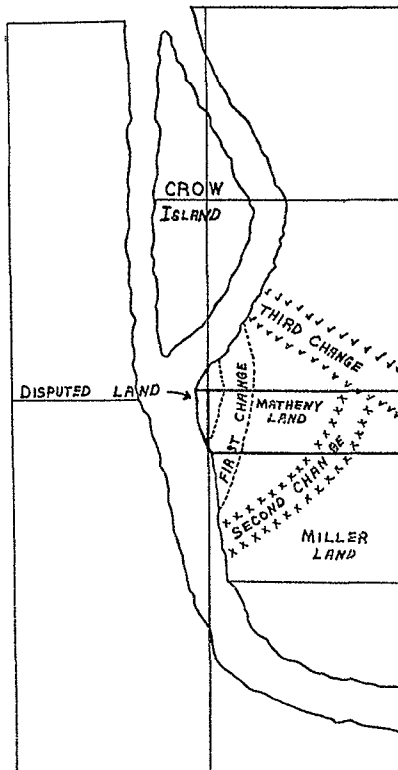 CROW
ISLAND
THIRD CHANGE
DISPUTED LAND
MATHENY
LAND
FIRST CHANGE
SECOND CHANGE
MILLER
LAND